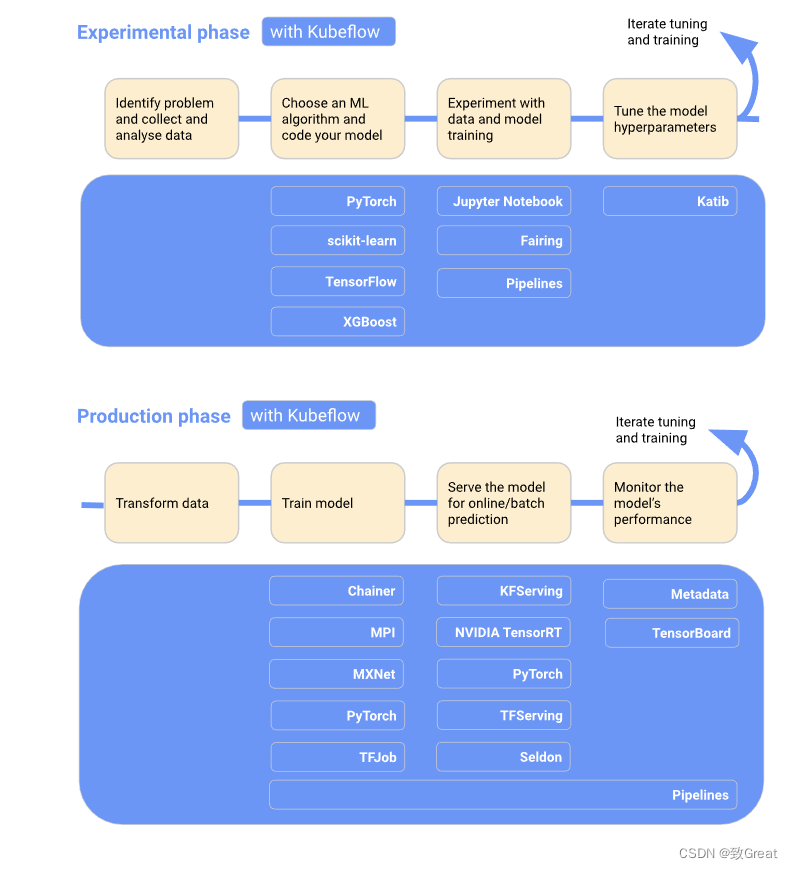 Experimental phase with Kubeflow
Iterate tuning
and training
Identify problem
and collect and
analyse data
Choose an ML
algorithm and
code your model
Experiment with
data and model
training
Tune the model
hyperparameters
PyTorch
scikit-learn
TensorFlow
XGBoost
Jupyter Notebook
Fairing
Pipelines
Katib
Production phase with Kubeflow
Iterate tuning
and training
Transform data
Train model
Serve the model
for online/batch
prediction
Monitor the
model's
performance
Chainer
MPI
MXNet
PyTorch
TFJob
KFServing
NVIDIA TensorRT
PyTorch
TFServing
Seldon
Metadata
TensorBoard
Pipelines
CSDN @致Great